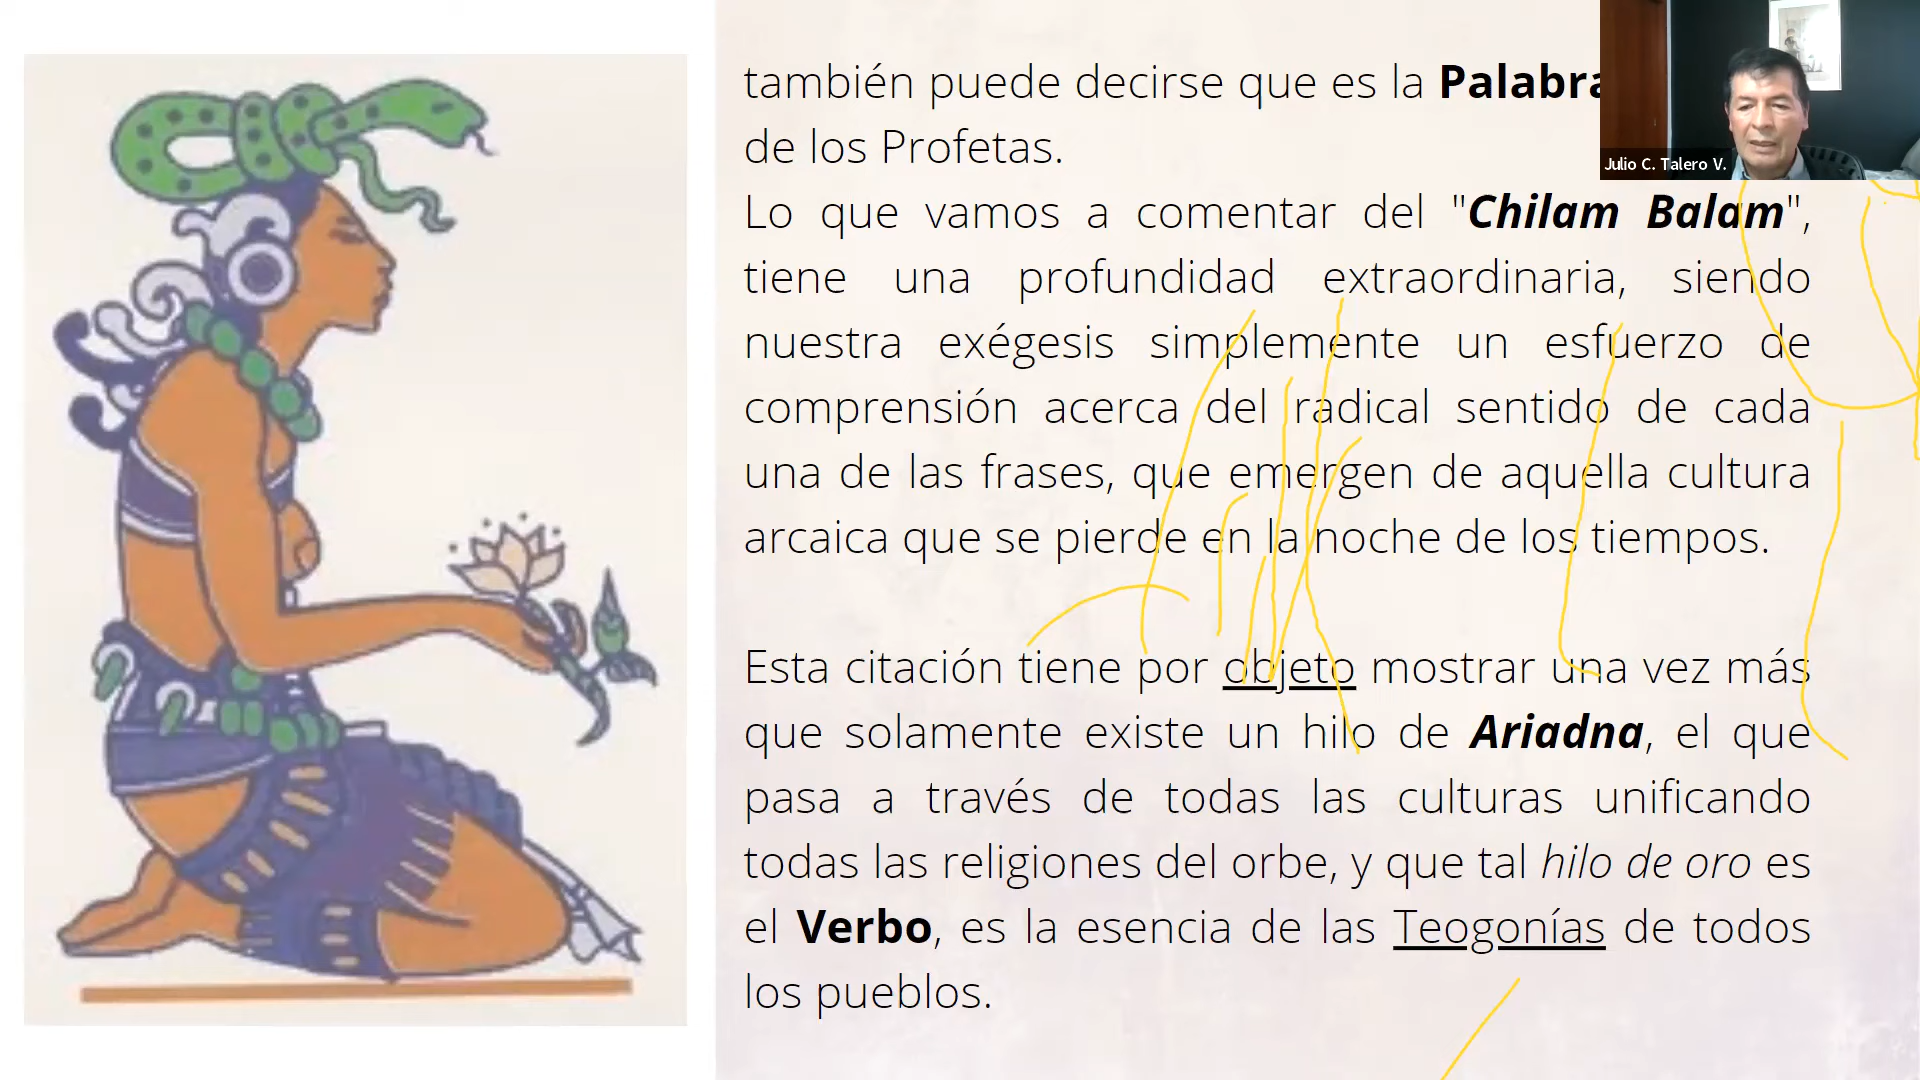 también puede decirse que es la Palabra
de los Profetas.
Julio C. Talero V.
Lo que vamos a comentar del "Chilam Balam",
tiene una profundidad extraordinaria, siendo
nuestra exégesis simplemente un esfuerzo de
comprensión acerca del radical sentido de cada
una de las frases, que emergen de aquella cultura
arcaica que se pierde en la noche de los tiempos.
Esta citación tiene por objeto mostrar una vez más
que solamente existe un hilo de Ariadna, el que
pasa a través de todas las culturas unificando
todas las religiones del orbe, y que tal hilo de oro es
el Verbo, es la esencia de las Teogonías de todos
los pueblos.